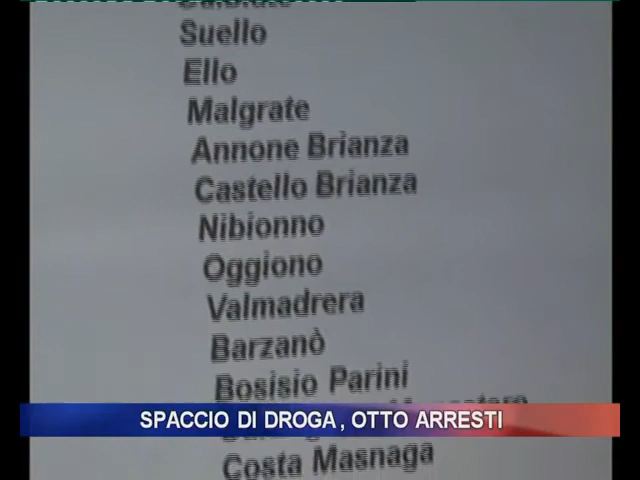 Suello
Ello
Malgrate
Annone Brianza
Castello Brianza
Nibionno
Oggiono
Valmadrera
Barzanò
Bosisio Parini
SPACCIO DI DROGA, OTTO ARRESTI
Costa Masnaga